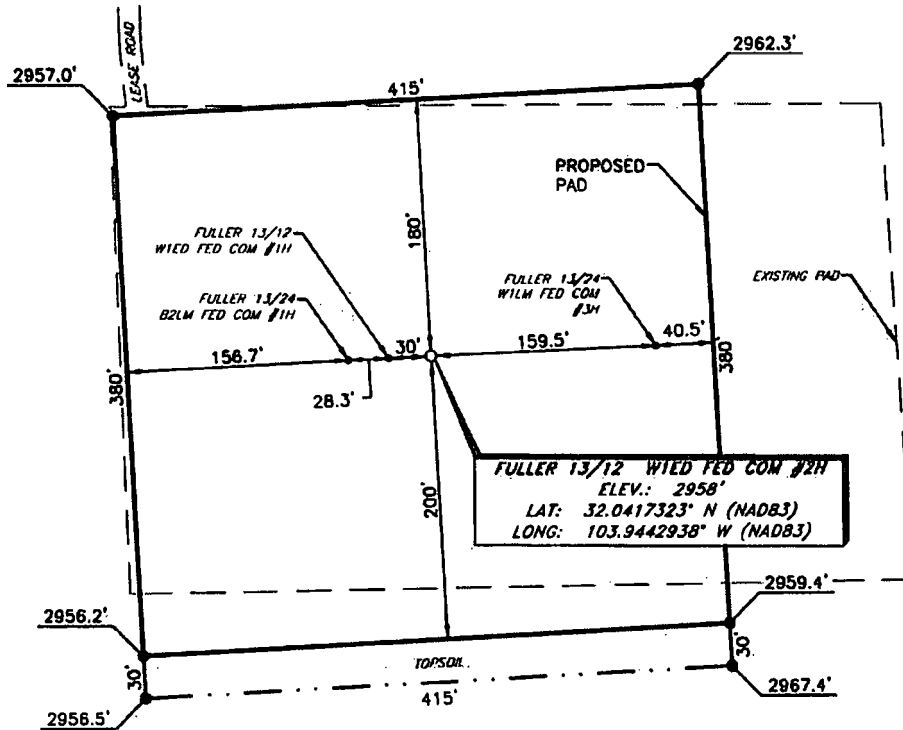 LEASE ROAD
2957.0'
2962.3'
415'
PROPOSED
PAD
180'
FULLER 13/12
W1ED FED COM #1H
FULLER 13/24
B2LM FED COM #1H
FULLER 13/24
W1LM FED COM
#3H
EXISTING PAD
156.7'
30'
159.5'
40.5'
28.3'
380'
380'
200'
FULLER 13/12 W1ED FED COM #2H
ELEV.: 2958'
LAT: 32.0417323° N (NAD83)
LONG: 103.9442938° W (NAD83)
2956.2'
2959.4'
TOPSOIL
30'
30'
415'
2956.5'
2967.4'